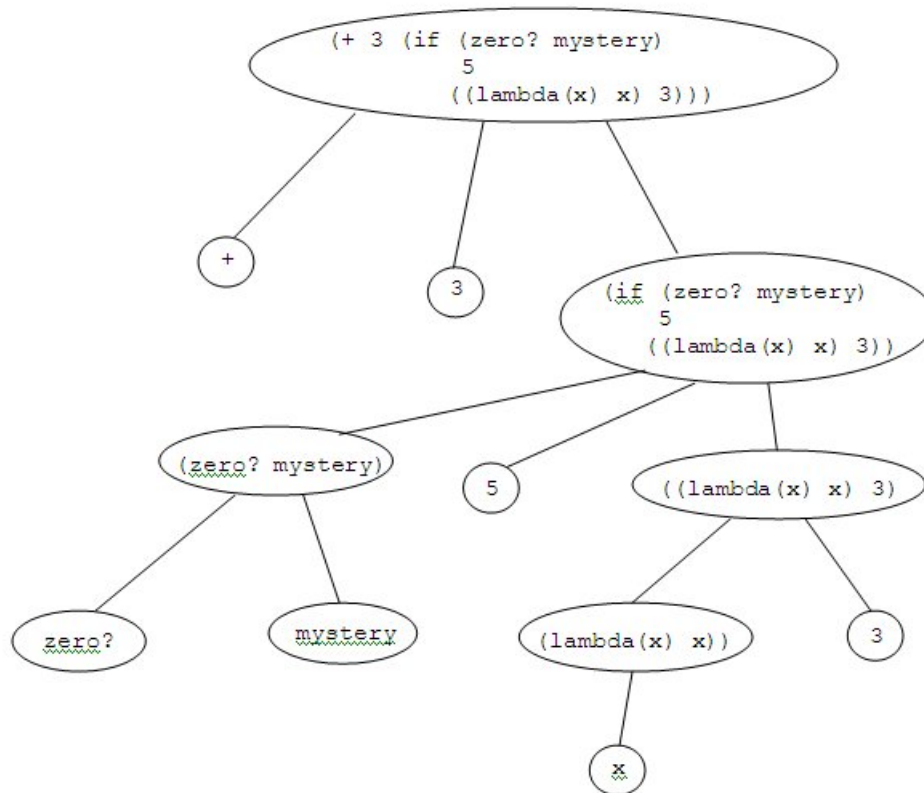 (+ 3 (if (zero? mystery)
5
((lambda(x) x) 3)))
+
3
(if (zero? mystery)
5
((lambda(x) x) 3))
(zero? mystery)
5
((lambda(x) x) 3)
zero?
mystery
(lambda(x) x))
3
x